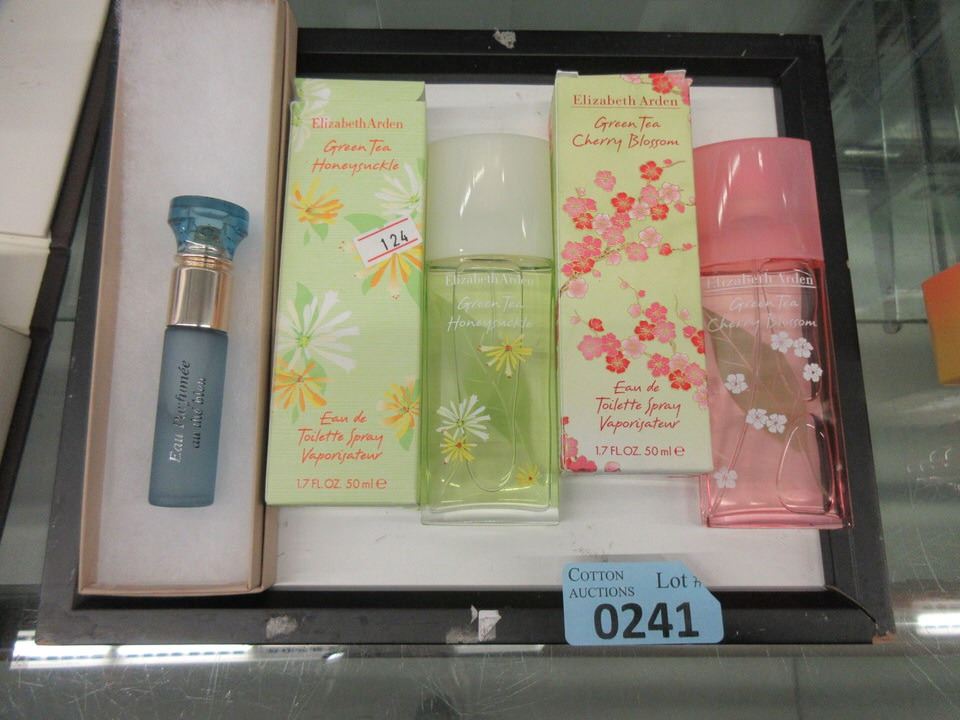 Eau Parfumée
au thé bleu
Elizabeth Arden
Green Tea
Honeysuckle
124
Eau de
Toilette Spray
Vaporisateur
1.7 FL.OZ. 50 ml e
Elizabeth Arden
Green Tea
Honeysuckle
Elizabeth Arden
Green Tea
Cherry Blossom
Eau de
Toilette Spray
Vaporisateur
1.7 FL.OZ. 50 ml e
Elizabeth Arden
Green Tea
Cherry Blossom
COTTON Lot #
AUCTIONS
0241